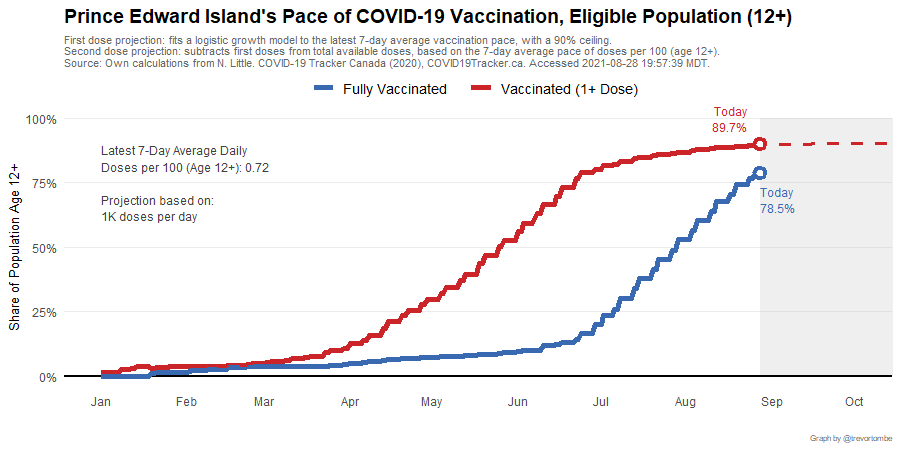 Prince Edward Island's Pace of COVID-19 Vaccination, Eligible Population (12+)
First dose projection: fits a logistic growth model to the latest 7-day average vaccination pace, with a 90% ceiling.
Second dose projection: subtracts first doses from total available doses, based on the 7-day average pace of doses per 100 (age 12+).
Source: Own calculations from N. Little. COVID-19 Tracker Canada (2020), COVID19Tracker.ca. Accessed 2021-08-28 19:57:39 MDT.
Fully Vaccinated
Vaccinated (1+ Dose)
Today
89.7%
100%
75%
50%
25%
0%
Share of Population Age 12+
Latest 7-Day Average Daily
Doses per 100 (Age 12+): 0.72
Projection based on:
1K doses per day
Today
78.5%
Jan
Feb
Mar
Apr
May
Jun
Jul
Aug
Sep
Oct
Graph by @trevortombe